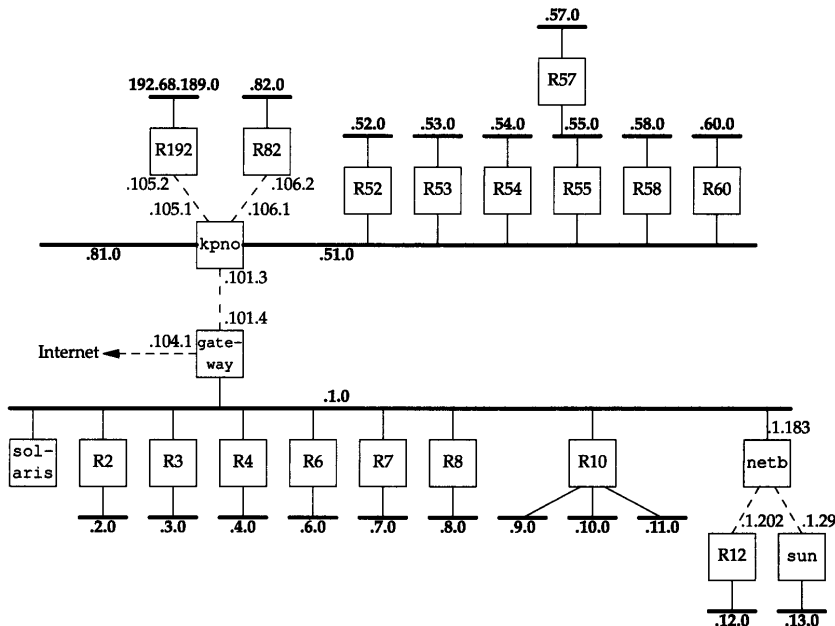 .57.0
R57
192.68.189.0 .82.0
.52.0 .53.0 .54.0 .55.0 .58.0 .60.0
R192 R82
R52 R53 R54 R55 R58 R60
.105.2 .106.2
.105.1 .106.1
kpno
.81.0 .51.0
.101.3
.101.4
Internet .104.1 gate-
way
.1.0
.1.183
sol-
aris
R2 R3 R4 R6 R7 R8 R10 netb
.2.0 .3.0 .4.0 .6.0 .7.0 .8.0 .9.0 .10.0 .11.0
.1.202 .1.29
R12 sun
.12.0 .13.0